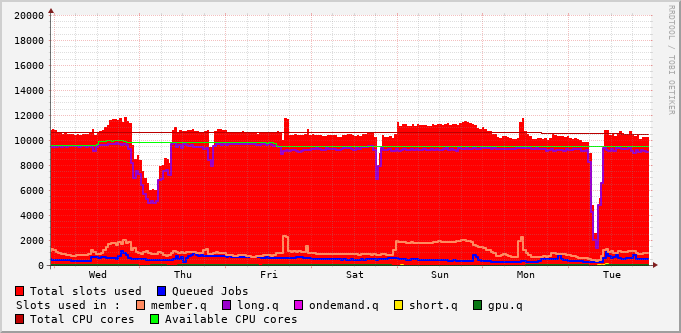 20000
18000
16000
14000
12000
10000
8000
6000
4000
2000
0
Wed Thu Fri Sat Sun Mon Tue
RRDTOOL / TOBI OETIKER
Total slots used Queued Jobs
Slots used in : member.q long.q ondemand.q short.q gpu.q
Total CPU cores Available CPU cores